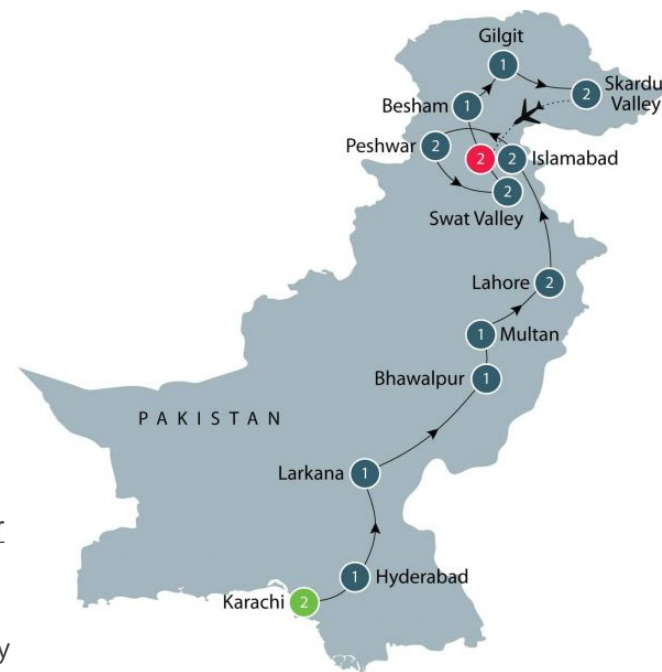 Gilgit
1
Skardu
Valley
2
Besham
1
Peshwar
2
2
2
Islamabad
2
Swat Valley
Lahore
2
1
Multan
Bhawalpur
1
PAKISTAN
Larkana
1
r
1
Hyderabad
Karachi
2
y